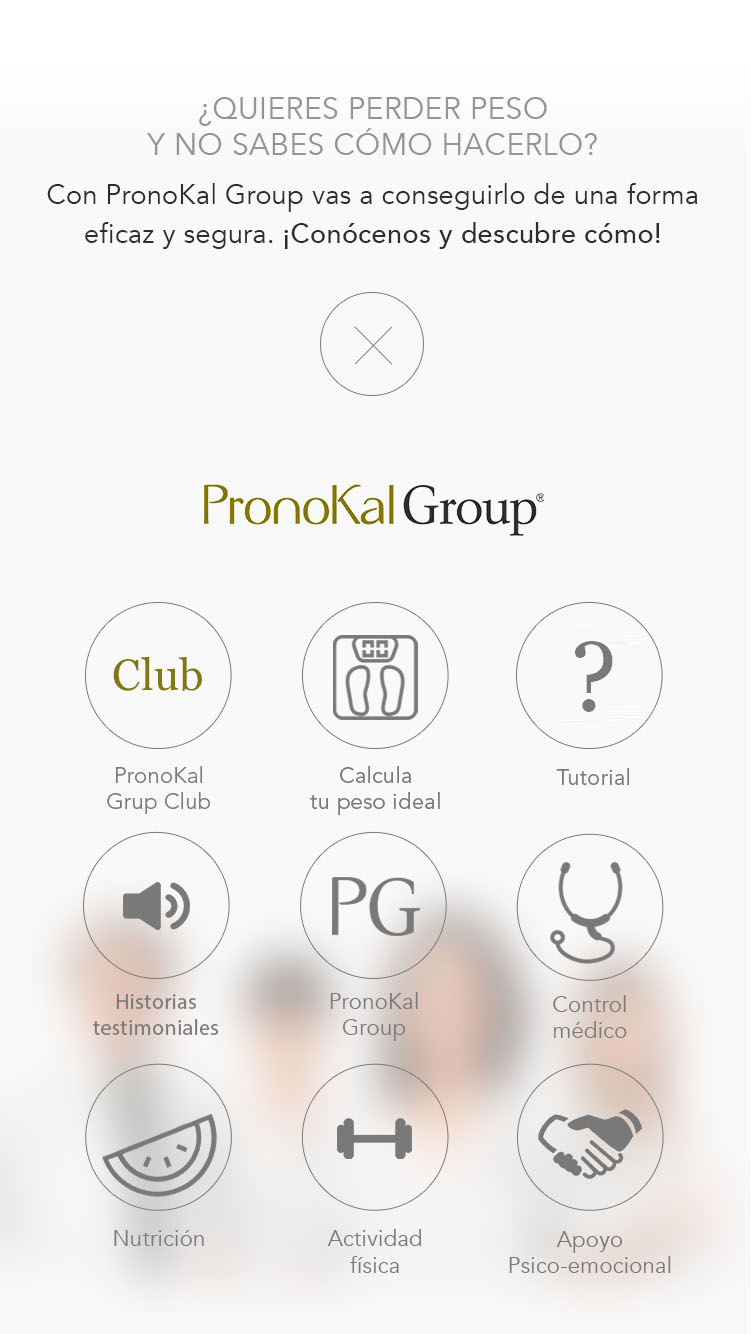 ¿QUIERES PERDER PESO
Y NO SABES CÓMO HACERLO?
Con PronoKal Group vas a conseguirlo de una forma
eficaz y segura. ¡Conócenos y descubre cómo!
PronoKal Group®
Club
?
PronoKal
Grup Club
Calcula
tu peso ideal
Tutorial
PG
Historias
testimoniales
PronoKal
Group
Control
médico
Nutrición
Actividad
física
Apoyo
Psico-emocional